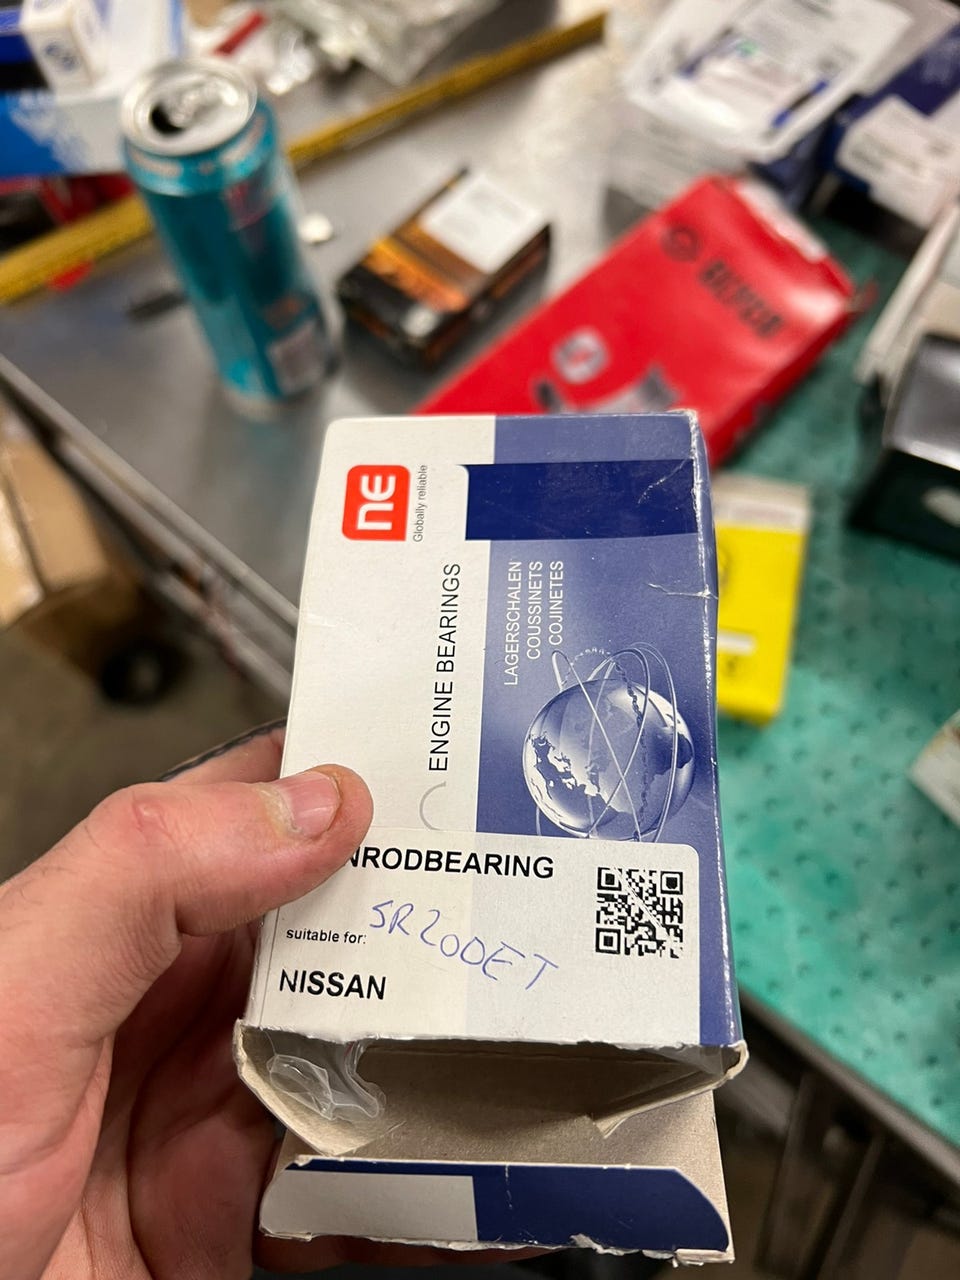 ne
Globally reliable
ENGINE BEARINGS
LAGERSCHALEN
COUSSINETS
COJINETES
NRODBEARING
SR20DET
suitable for:
NISSAN